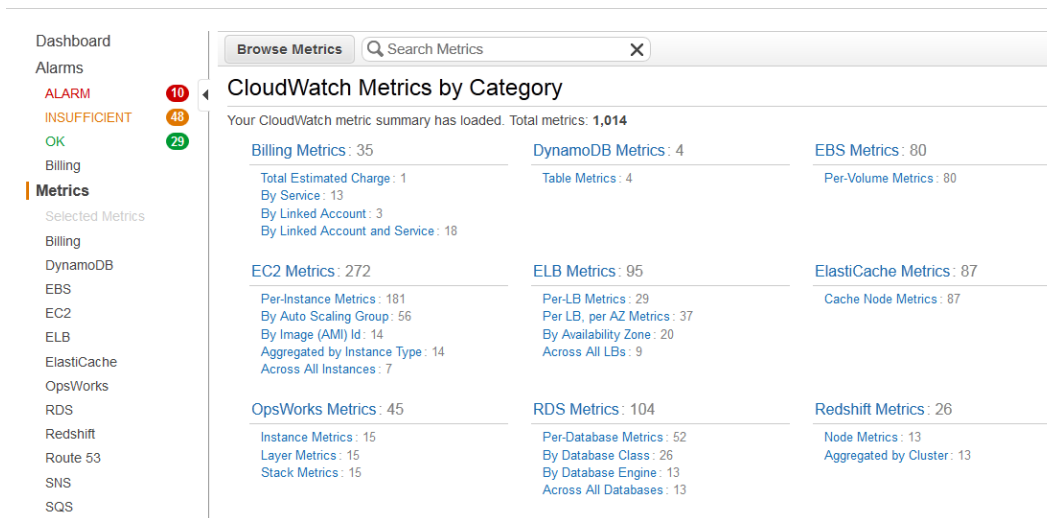 Dashboard
Alarms
ALARM 10
INSUFFICIENT 48
OK 29
Billing
Metrics
Selected Metrics
Billing
DynamoDB
EBS
EC2
ELB
ElastiCache
OpsWorks
RDS
Redshift
Route 53
SNS
SQS
Browse Metrics Search Metrics X
CloudWatch Metrics by Category
Your CloudWatch metric summary has loaded. Total metrics: 1,014
Billing Metrics: 35
Total Estimated Charge: 1
By Service: 13
By Linked Account: 3
By Linked Account and Service: 18
DynamoDB Metrics: 4
Table Metrics: 4
EBS Metrics: 80
Per-Volume Metrics: 80
EC2 Metrics: 272
Per-Instance Metrics: 181
By Auto Scaling Group: 56
By Image (AMI) Id: 14
Aggregated by Instance Type: 14
Across All Instances: 7
ELB Metrics: 95
Per-LB Metrics: 29
Per LB, per AZ Metrics: 37
By Availability Zone: 20
Across All LBs: 9
ElastiCache Metrics: 87
Cache Node Metrics: 87
OpsWorks Metrics: 45
Instance Metrics: 15
Layer Metrics: 15
Stack Metrics: 15
RDS Metrics: 104
Per-Database Metrics: 52
By Database Class: 26
By Database Engine: 13
Across All Databases: 13
Redshift Metrics: 26
Node Metrics: 13
Aggregated by Cluster: 13